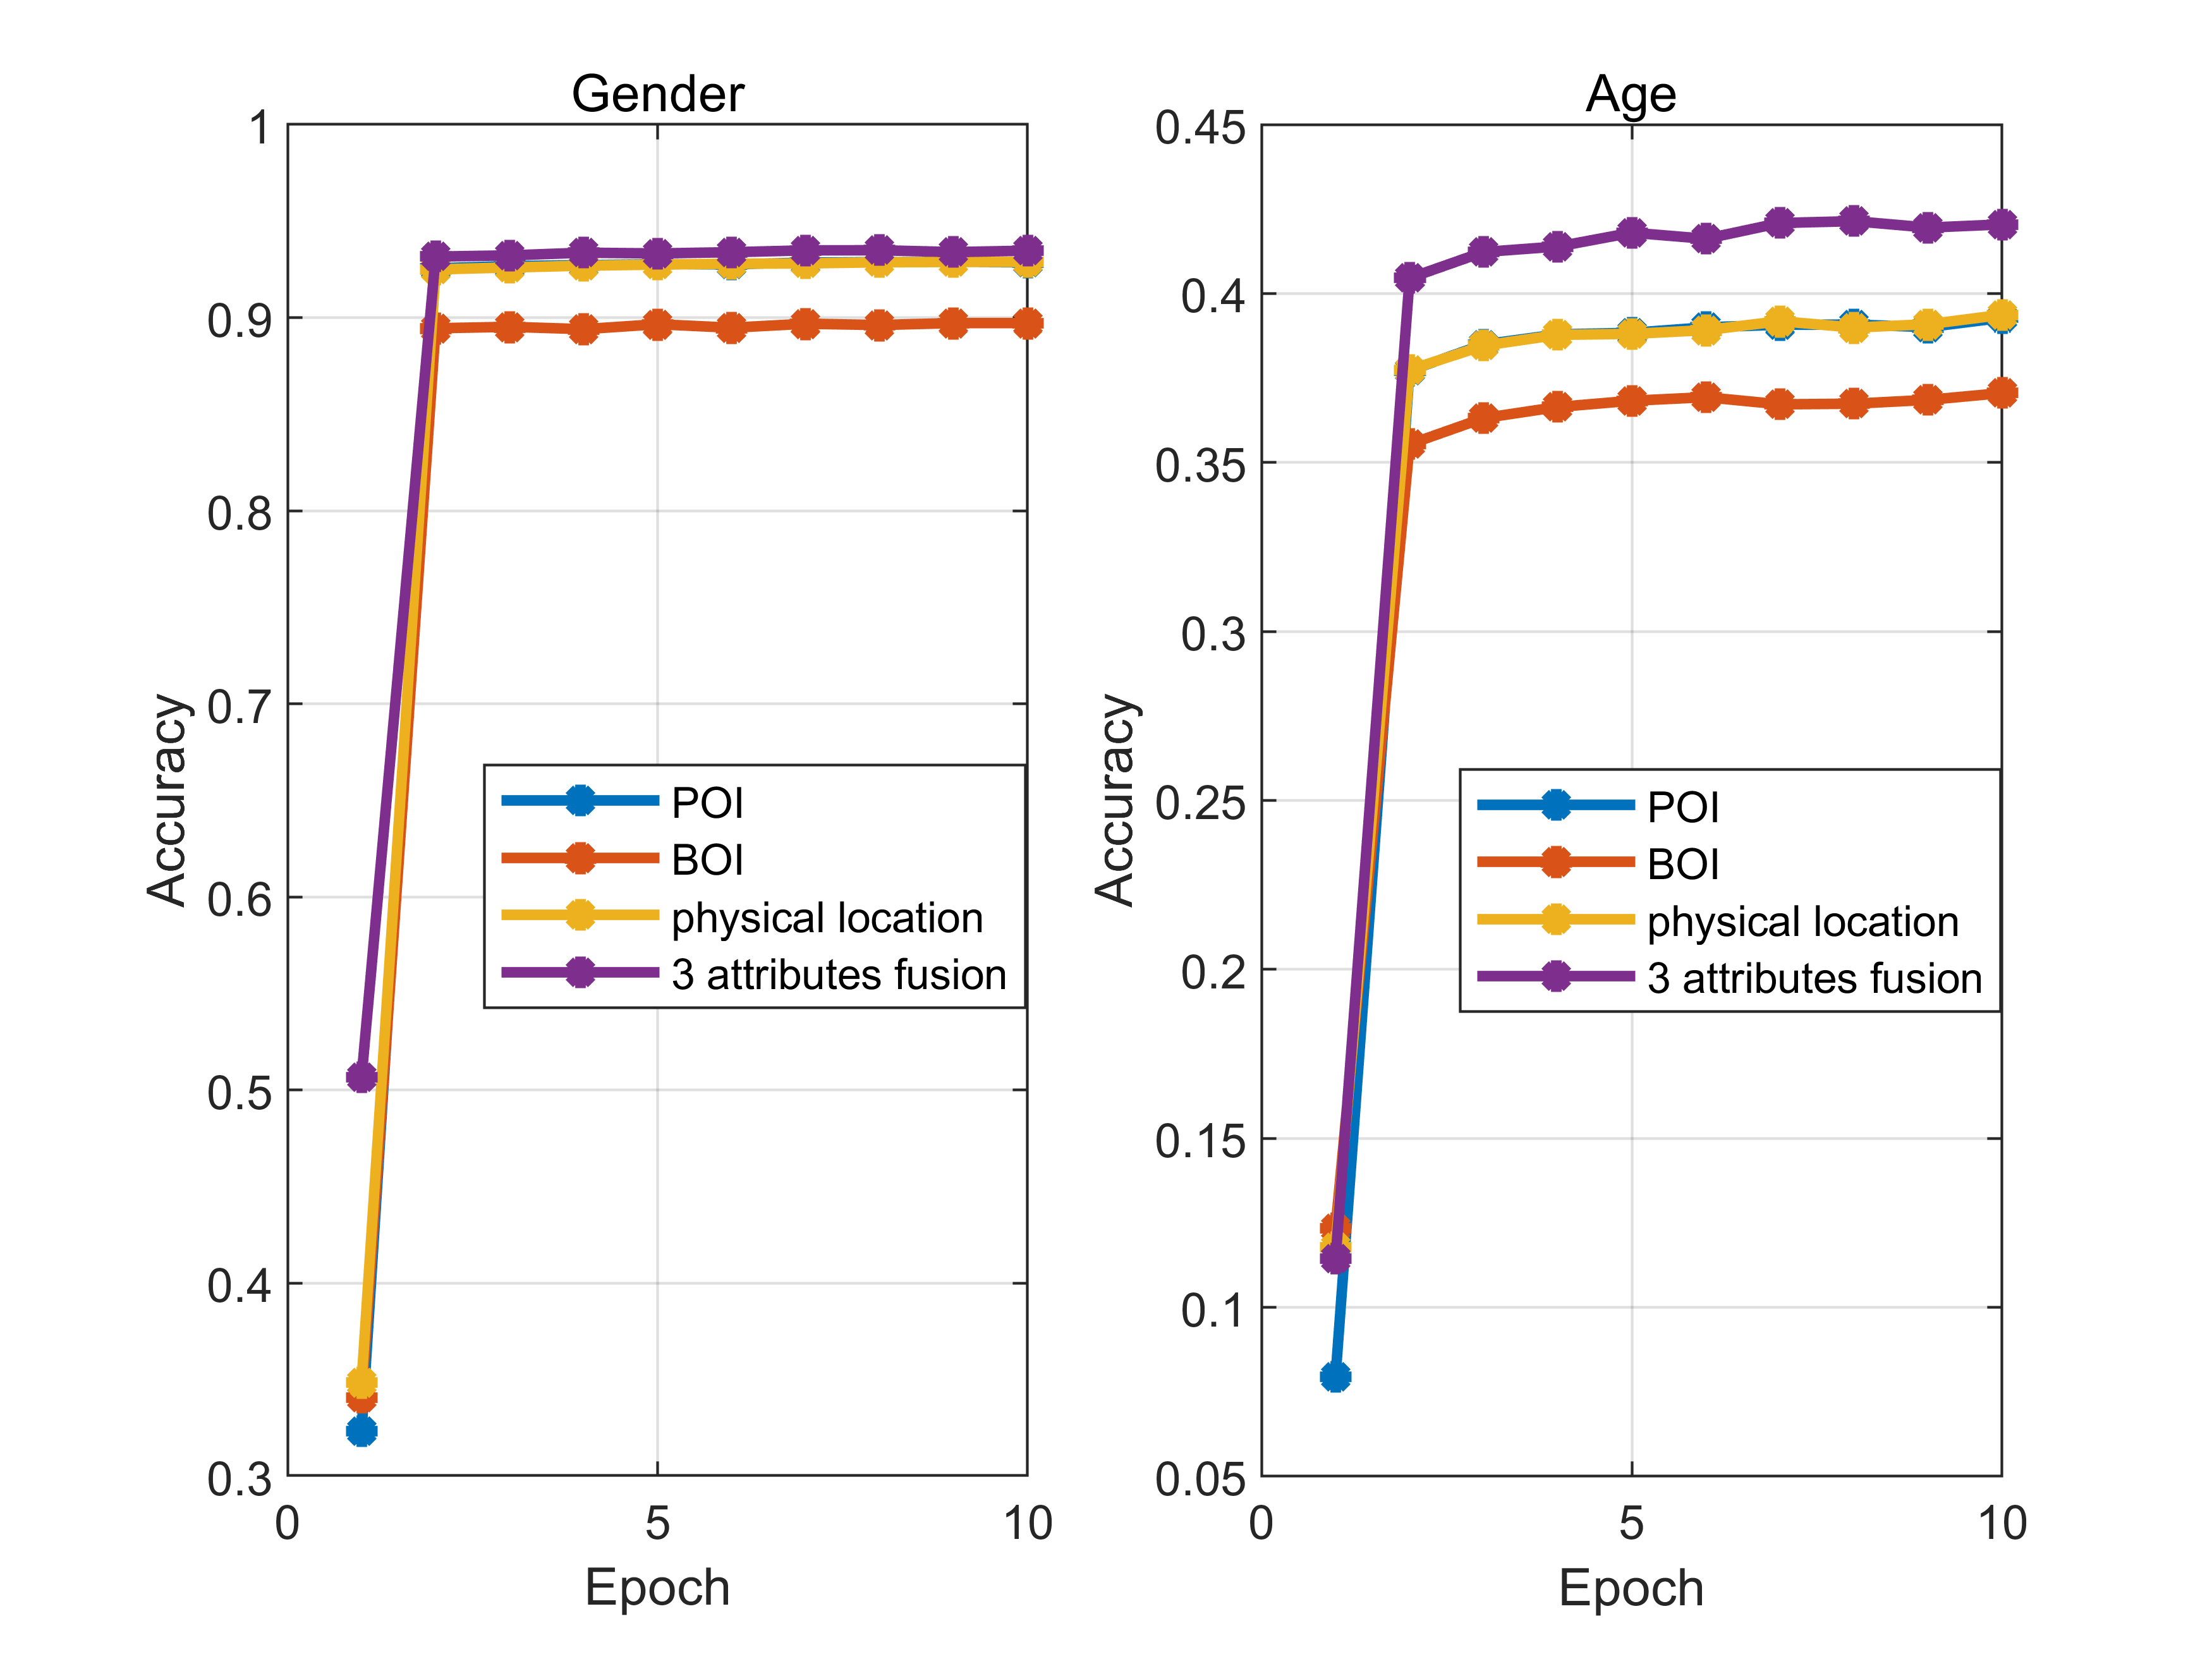 Gender
1
0.9
0.8
0.7
0.6
0.5
0.4
0.3
Accuracy
POI
BOI
physical location
3 attributes fusion
0 5 10
Epoch
Age
0.45
0.4
0.35
0.3
0.25
0.2
0.15
0.1
0.05
Accuracy
POI
BOI
physical location
3 attributes fusion
0 5 10
Epoch